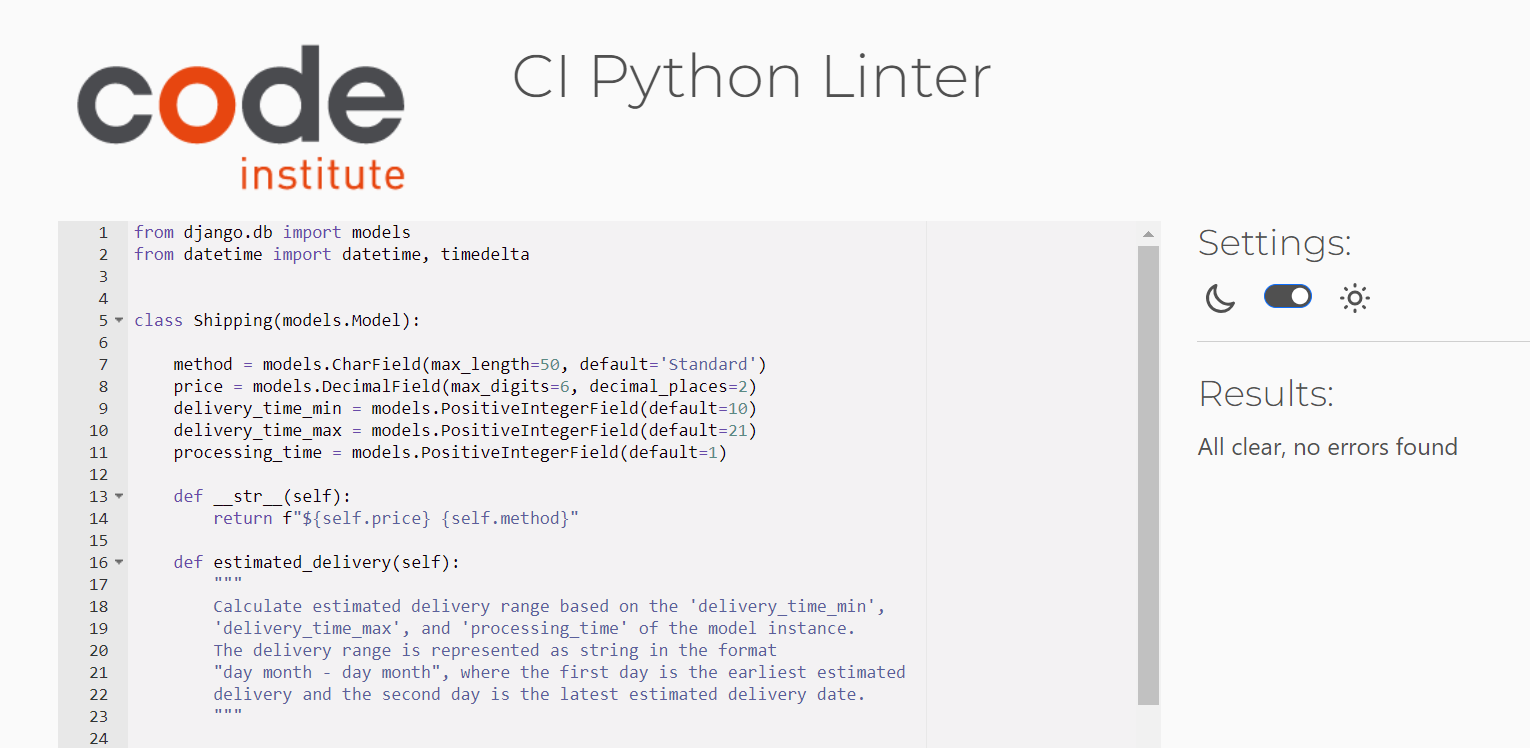 code
institute
CI Python Linter
1 from django.db import models
2 from datetime import datetime, timedelta
3
4
5 class Shipping(models.Model):
6
7     method = models.CharField(max_length=50, default='Standard')
8     price = models.DecimalField(max_digits=6, decimal_places=2)
9     delivery_time_min = models.PositiveIntegerField(default=10)
10     delivery_time_max = models.PositiveIntegerField(default=21)
11     processing_time = models.PositiveIntegerField(default=1)
12
13     def __str__(self):
14         return f"${self.price} {self.method}"
15
16     def estimated_delivery(self):
17         """
18         Calculate estimated delivery range based on the 'delivery_time_min',
19         'delivery_time_max', and 'processing_time' of the model instance.
20         The delivery range is represented as string in the format
21         "day month - day month", where the first day is the earliest estimated
22         delivery and the second day is the latest estimated delivery date.
23         """
24
Settings:
Results:
All clear, no errors found